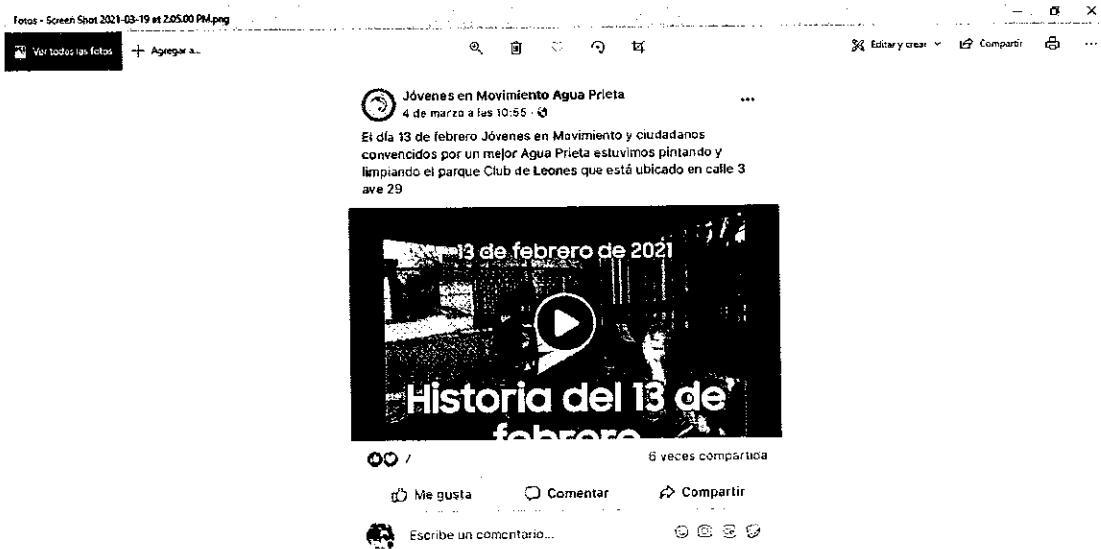 Fotos - Screen Shot 2021-03-19 at 2.05.00 PM.png
Ver todas las fotos
Agregar a...
Editar y crear
Compartir
Jóvenes en Movimiento Agua Prieta
4 de marzo a las 10:55
El día 13 de febrero Jóvenes en Movimiento y ciudadanos
convencidos por un mejor Agua Prieta estuvimos pintando y
limpiando el parque Club de Leones que está ubicado en calle 3
ave 29
13 de febrero de 2021
Historia del 13 de
febrero
7
6 veces compartida
Me gusta
Comentar
Compartir
Escribe un comentario...